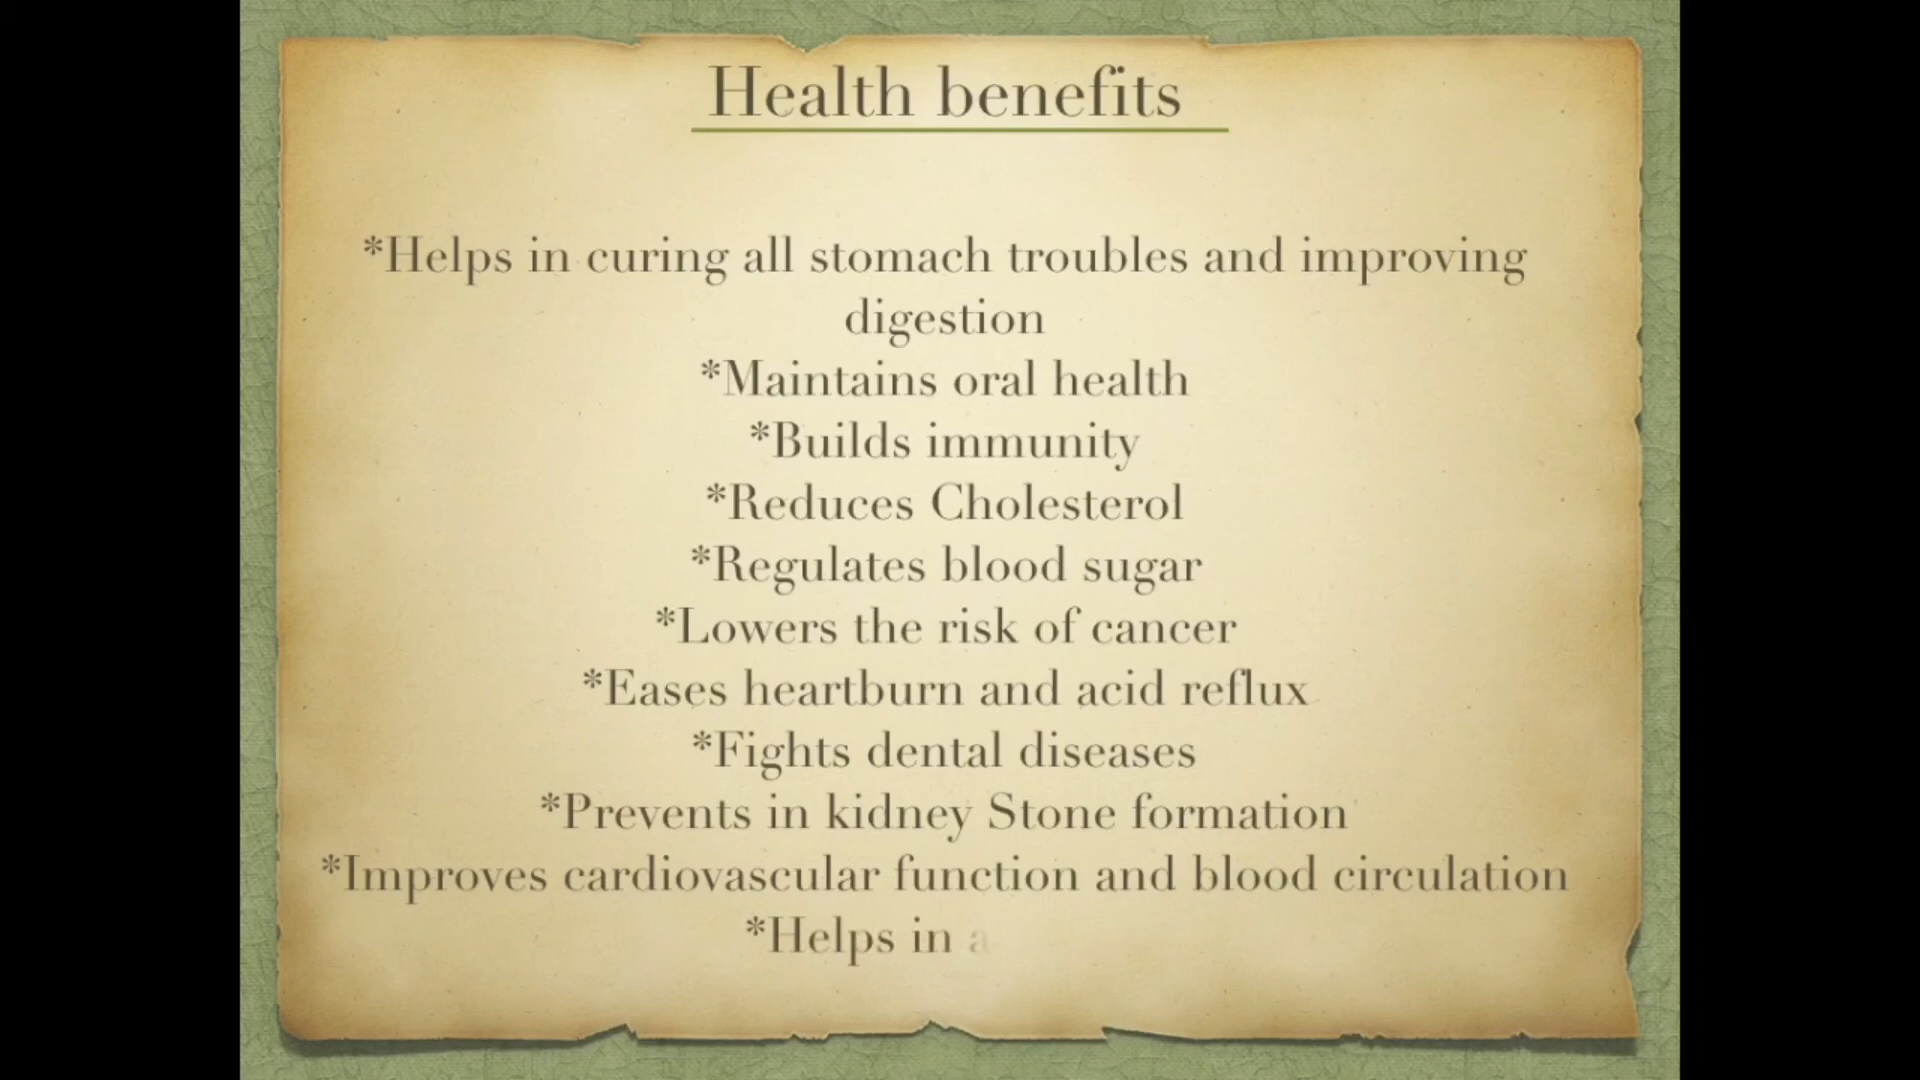 Health benefits
*Helps in curing all stomach troubles and improving
digestion
*Maintains oral health
*Builds immunity
*Reduces Cholesterol
*Regulates blood sugar
*Lowers the risk of cancer
*Eases heartburn and acid reflux
*Fights dental diseases
*Prevents in kidney Stone formation
*Improves cardiovascular function and blood circulation
*Helps in